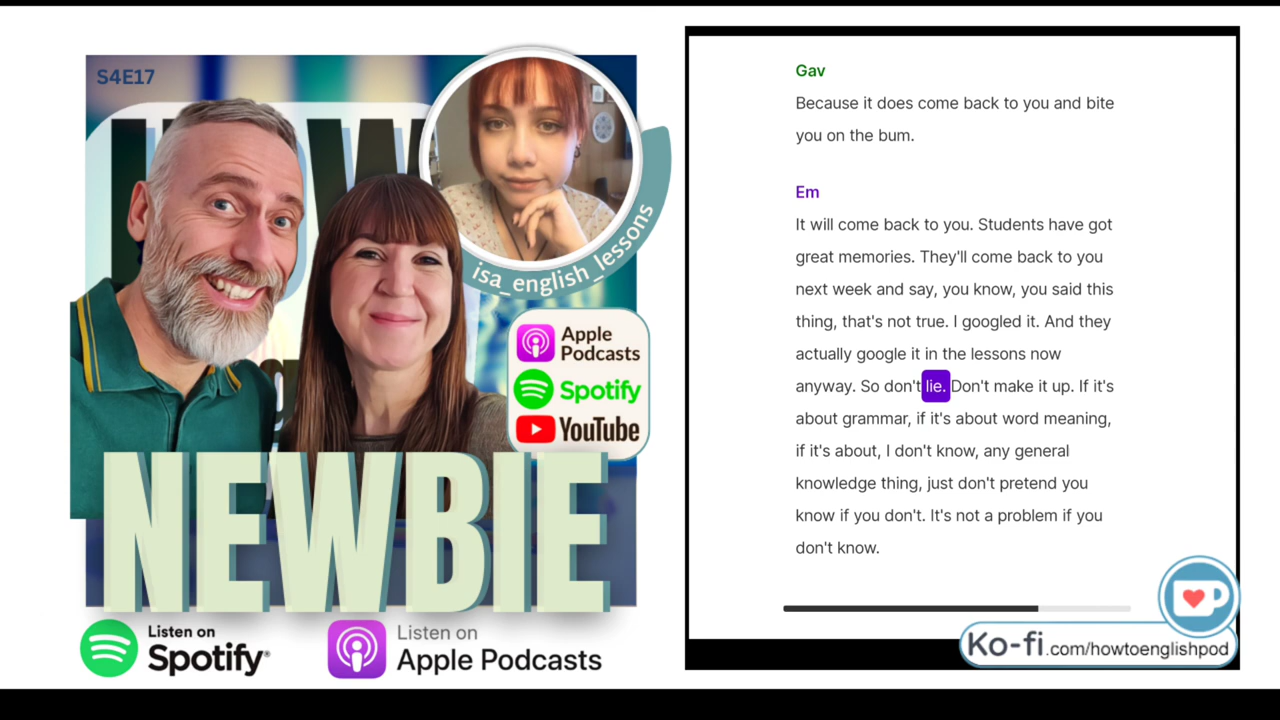 S4E17
isa_english_lessons
Apple
Podcasts
Spotify
YouTube
NEWBIE
Listen on
Spotify
Listen on
Apple Podcasts
Gav
Because it does come back to you and bite
you on the bum.
Em
It will come back to you. Students have got
great memories. They'll come back to you
next week and say, you know, you said this
thing, that's not true. I googled it. And they
actually google it in the lessons now
anyway. So don't lie. Don't make it up. If it's
about grammar, if it's about word meaning,
if it's about, I don't know, any general
knowledge thing, just don't pretend you
know if you don't. It's not a problem if you
don't know.
Ko-fi.com/howtoenglishpod